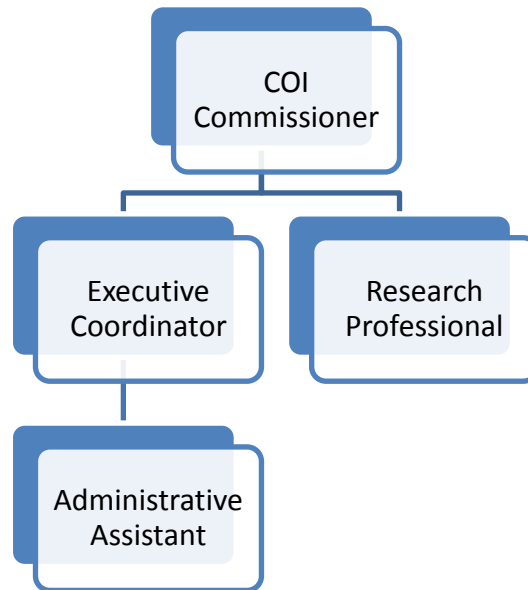 COI
Commissioner
Executive
Coordinator
Research
Professional
Administrative
Assistant